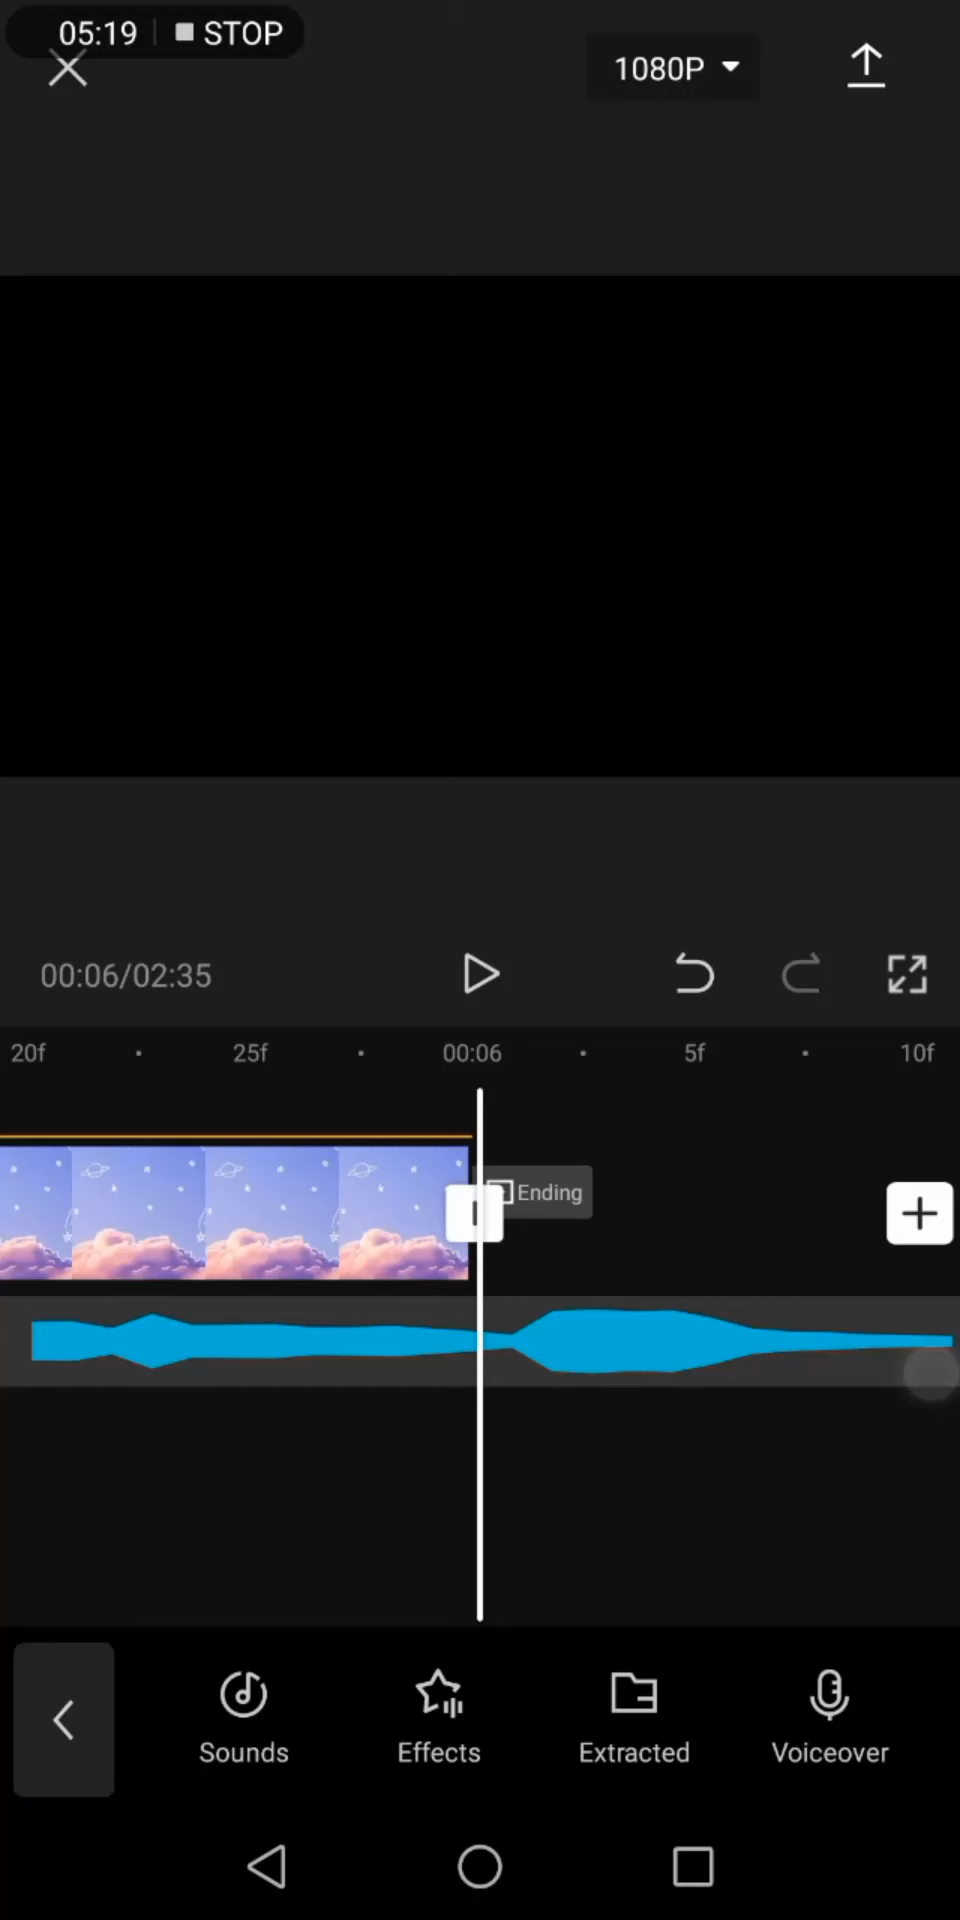 05:19 STOP
1080P
00:06/02:35
20f 25f 00:06 5f 10f
Ending
Sounds Effects Extracted Voiceover